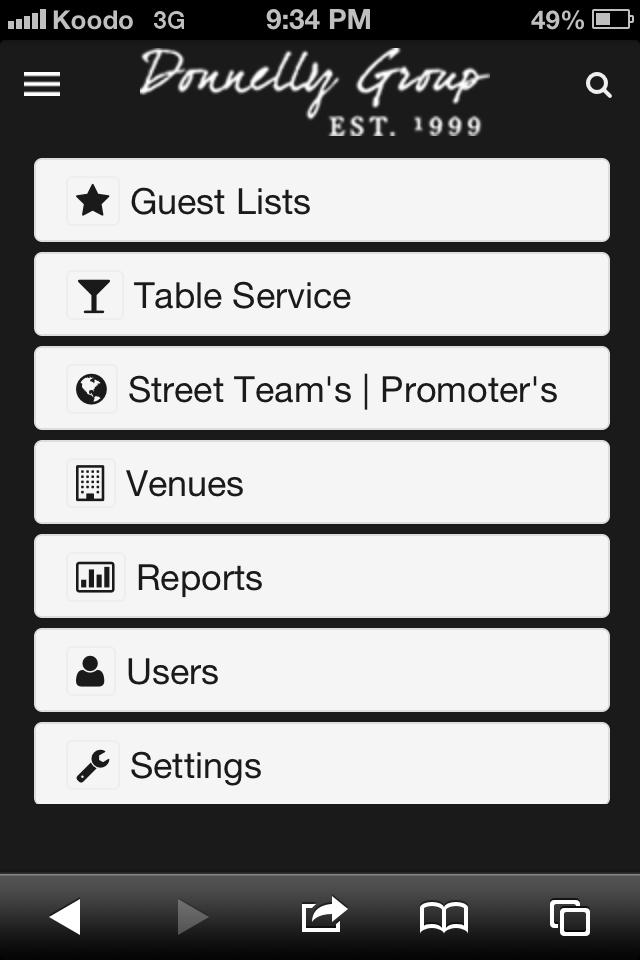 Koodo 3G 9:34 PM 49%
Donnelly Group
EST. 1999
Guest Lists
Table Service
Street Team's | Promoter's
Venues
Reports
Users
Settings